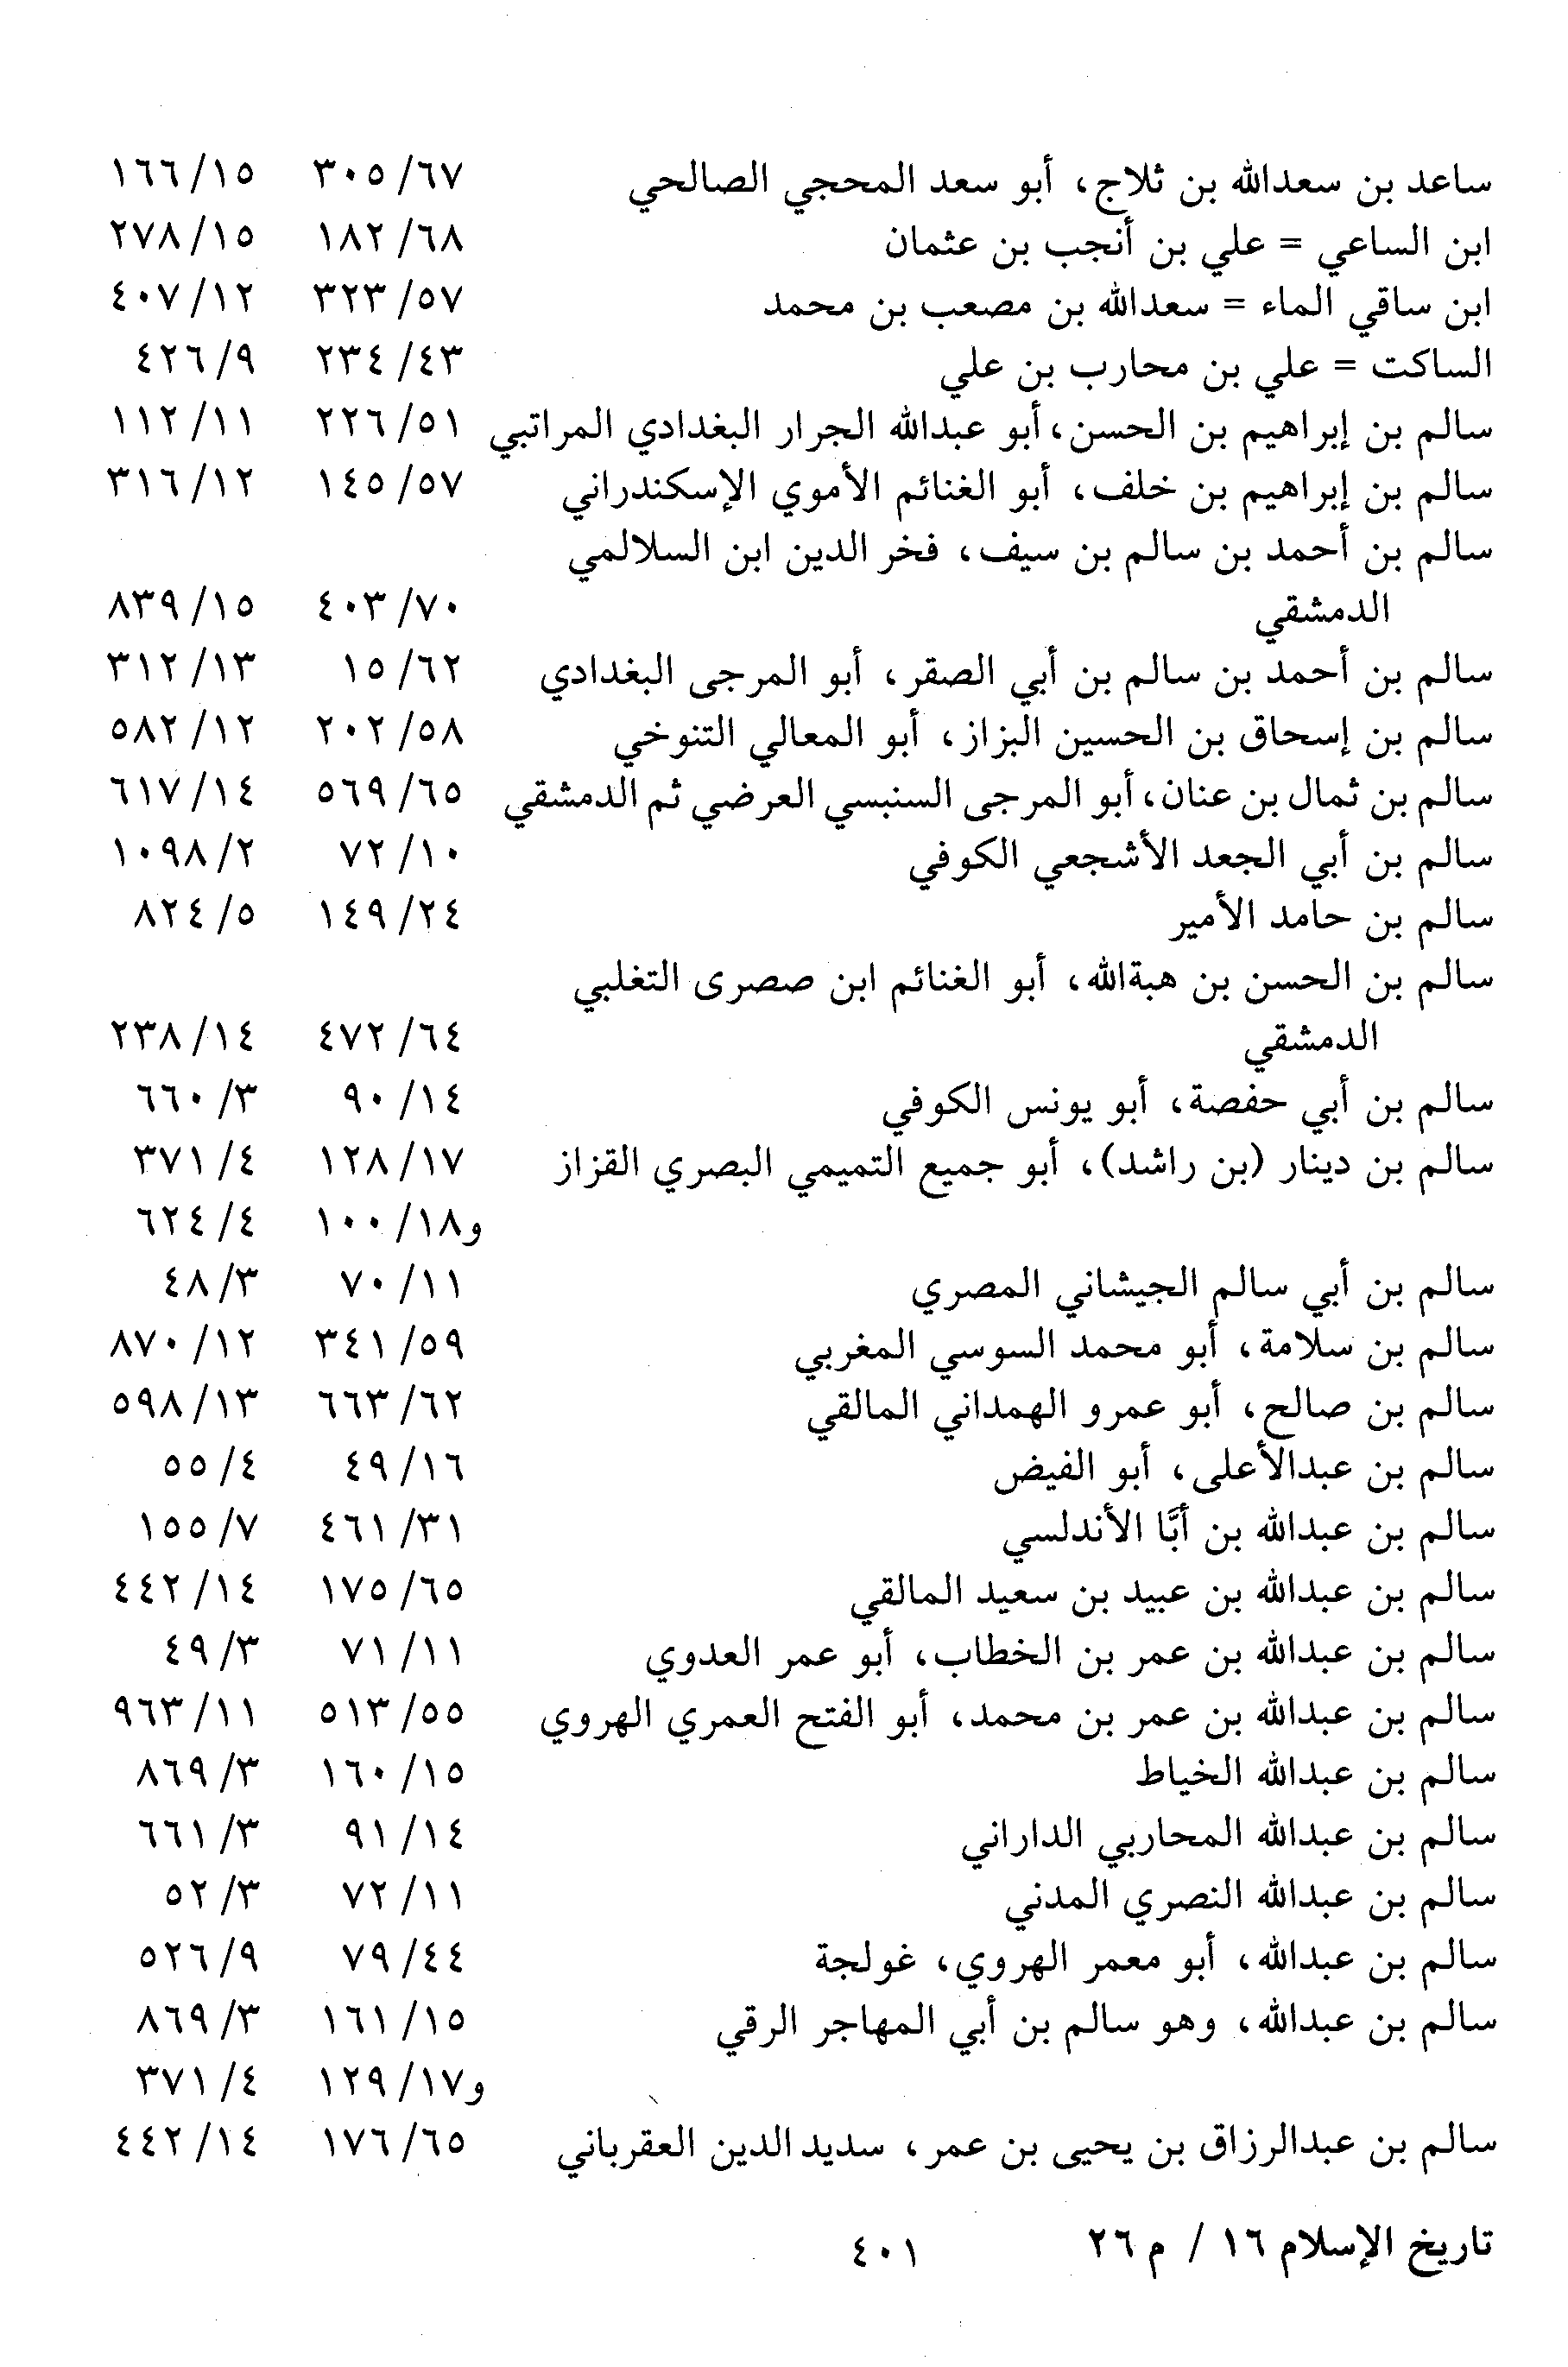 ساعد بن سعدالله بن ثلاج، أبو سعد المحجي الصالحي ٦٧/ ٣٠٥ ١٥/ ١٦٦
ابن الساعي = علي بن أنجب بن عثمان ٦٨/ ١٨٢ ١٥/ ٢٧٨
ابن ساقي الماء = سعدالله بن مصعب بن محمد ٥٧/ ٣٢٣ ١٢/ ٤٠٧
الساكت = علي بن محارب بن علي ٤٣/ ٢٣٤ ٩/ ٤٢٦
سالم بن إبراهيم بن الحسن، أبو عبدالله الجرار البغدادي المراتبي ٥١/ ٢٢٦ ١١/ ١١٢
سالم بن إبراهيم بن خلف، أبو الغنائم الأموي الإسكندراني ٥٧/ ١٤٥ ١٢/ ٣١٦
سالم بن أحمد بن سالم بن سيف، فخر الدين ابن السلالمي
الدمشقي ٧٠/ ٤٠٣ ١٥/ ٨٣٩
سالم بن أحمد بن سالم بن أبي الصقر، أبو المرجى البغدادي ٦٢/ ١٥ ١٣/ ٣١٢
سالم بن إسحاق بن الحسين البزاز، أبو المعالي التنوخي ٥٨/ ٢٠٢ ١٢/ ٥٨٢
سالم بن ثمال بن عنان، أبو المرجى السنبسي العرضي ثم الدمشقي ٦٥/ ٥٦٩ ١٤/ ٦١٧
سالم بن أبي الجعد الأشجعي الكوفي ١٠/ ٧٢ ٢/ ١٠٩٨
سالم بن حامد الأمير ٢٤/ ١٤٩ ٥/ ٨٢٤
سالم بن الحسن بن هبةالله، أبو الغنائم ابن صصرى التغلبي
الدمشقي ٦٤/ ٤٧٢ ١٤/ ٢٣٨
سالم بن أبي حفصة، أبو يونس الكوفي ١٤/ ٩٠ ٣/ ٦٦٠
سالم بن دينار (بن راشد)، أبو جميع التميمي البصري القزاز ١٧/ ١٢٨ ٤/ ٣٧١
و١٨/ ١٠٠ ٤/ ٦٢٤
سالم بن أبي سالم الجيشاني المصري ١١/ ٧٠ ٣/ ٤٨
سالم بن سلامة، أبو محمد السوسي المغربي ٥٩/ ٣٤١ ١٢/ ٨٧٠
سالم بن صالح، أبو عمرو الهمداني المالقي ٦٢/ ٦٦٣ ١٣/ ٥٩٨
سالم بن عبدالأعلى، أبو الفيض ١٦/ ٤٩ ٤/ ٥٥
سالم بن عبدالله بن أبَّا الأندلسي ٣١/ ٤٦١ ٧/ ١٥٥
سالم بن عبدالله بن عبيد بن سعيد المالقي ٦٥/ ١٧٥ ١٤/ ٤٤٢
سالم بن عبدالله بن عمر بن الخطاب، أبو عمر العدوي ١١/ ٧١ ٣/ ٤٩
سالم بن عبدالله بن عمر بن محمد، أبو الفتح العمري الهروي ٥٥/ ٥١٣ ١١/ ٩٦٣
سالم بن عبدالله الخياط ١٥/ ١٦٠ ٣/ ٨٦٩
سالم بن عبدالله المحاربي الداراني ١٤/ ٩١ ٣/ ٦٦١
سالم بن عبدالله النصري المدني ١١/ ٧٢ ٣/ ٥٢
سالم بن عبدالله، أبو معمر الهروي، غولجة ٤٤/ ٧٩ ٩/ ٥٢٦
سالم بن عبدالله، وهو سالم بن أبي المهاجر الرقي ١٥/ ١٦١ ٣/ ٨٦٩
و١٧/ ١٢٩ ٤/ ٣٧١
سالم بن عبدالرزاق بن يحيى بن عمر، سديد الدين العقرباني ٦٥/ ١٧٦ ١٤/ ٤٤٢
تاريخ الإسلام ١٦ / م ٢٦ ٤٠١